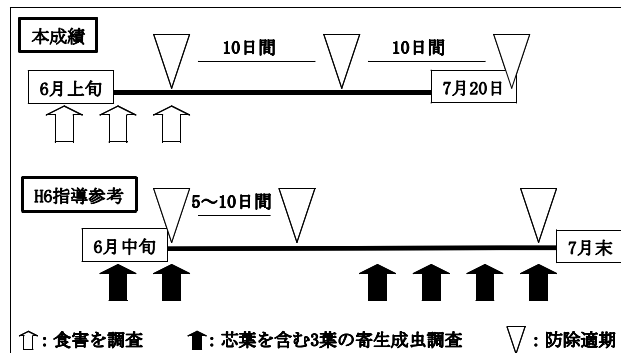 本成績
10日間
10日間
6月上旬
7月20日
H6指導参考
5～10日間
6月中旬
7月末
：食害を調査
：芯葉を含む3葉の寄生成虫調査
：防除適期